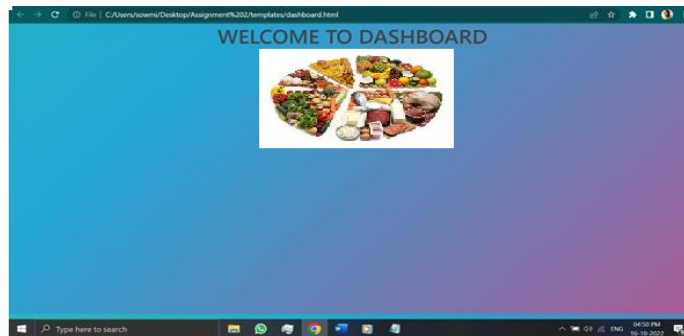 File | C:/Users/sowmi/Desktop/Assignment%202/templates/dashboard.html
WELCOME TO DASHBOARD
Type here to search
ENG
04:50 PM
16-10-2022